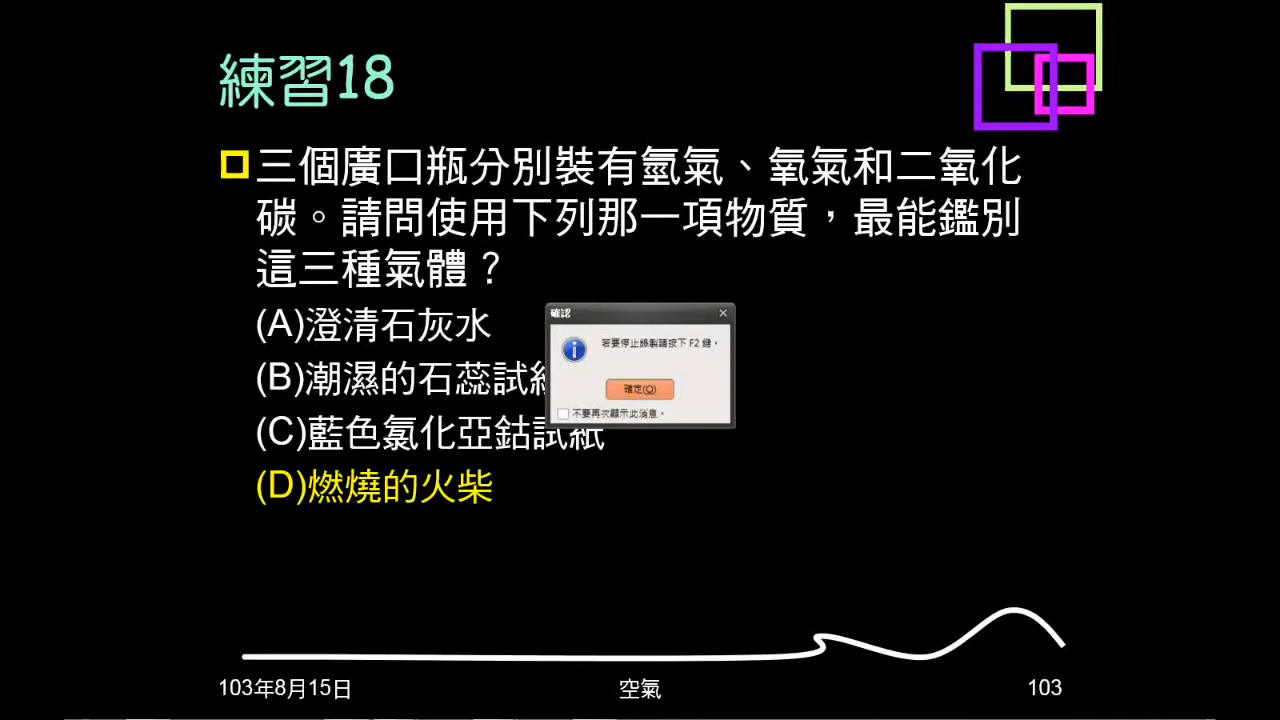 練習18
三個廣口瓶分別裝有氫氣、氧氣和二氧化
碳。請問使用下列那一項物質，最能鑑別
這三種氣體？
(A)澄清石灰水
(B)潮濕的石蕊試紙
(C)藍色氯化亞鈷試紙
(D)燃燒的火柴
確認
若要停止錄製請按下 F2 鍵。
確定(O)
不要再次顯示此消息。
103年8月15日
空氣
103